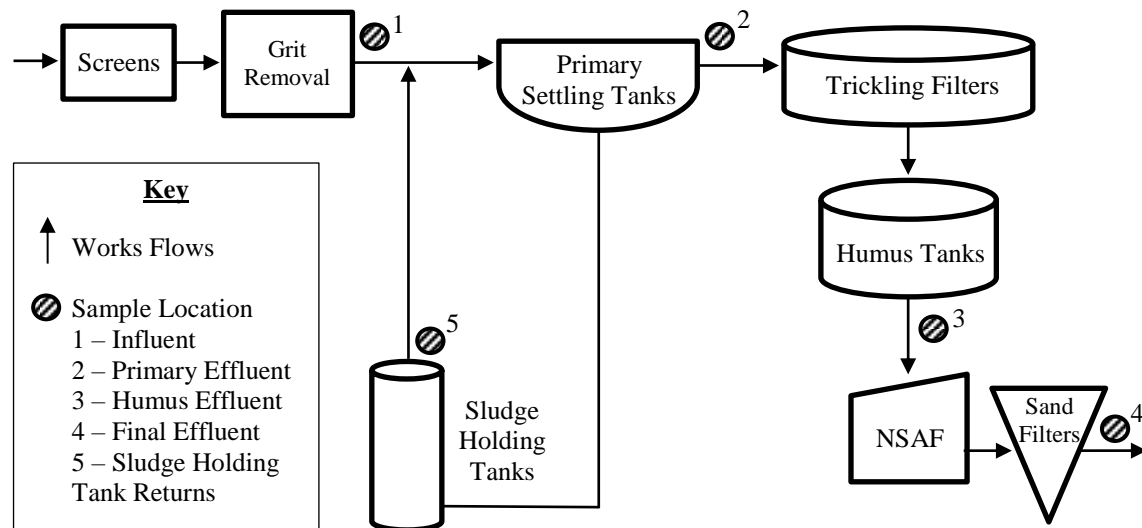 1
2
Screens
Grit
Removal
Primary
Settling Tanks
Trickling Filters
Key
Works Flows
Sample Location
1 – Influent
2 – Primary Effluent
3 – Humus Effluent
4 – Final Effluent
5 – Sludge Holding
Tank Returns
5
Sludge
Holding
Tanks
Humus Tanks
3
NSAF
Sand
Filters
4